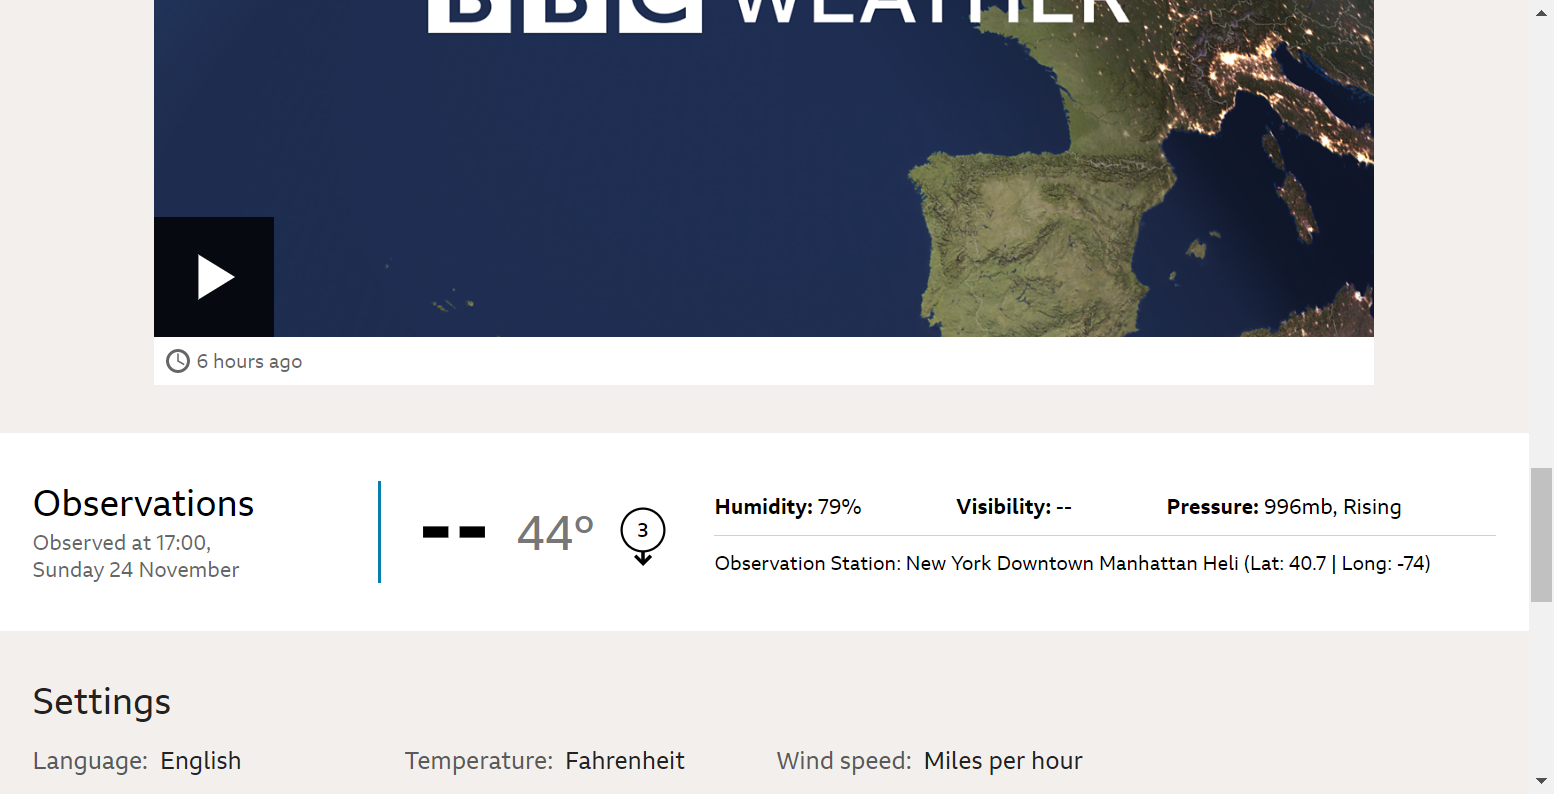 BBC WEATHER
6 hours ago
Observations
Observed at 17:00,
Sunday 24 November
-- 44° 3
Humidity: 79% Visibility: -- Pressure: 996mb, Rising
Observation Station: New York Downtown Manhattan Heli (Lat: 40.7 | Long: -74)
Settings
Language: English Temperature: Fahrenheit Wind speed: Miles per hour